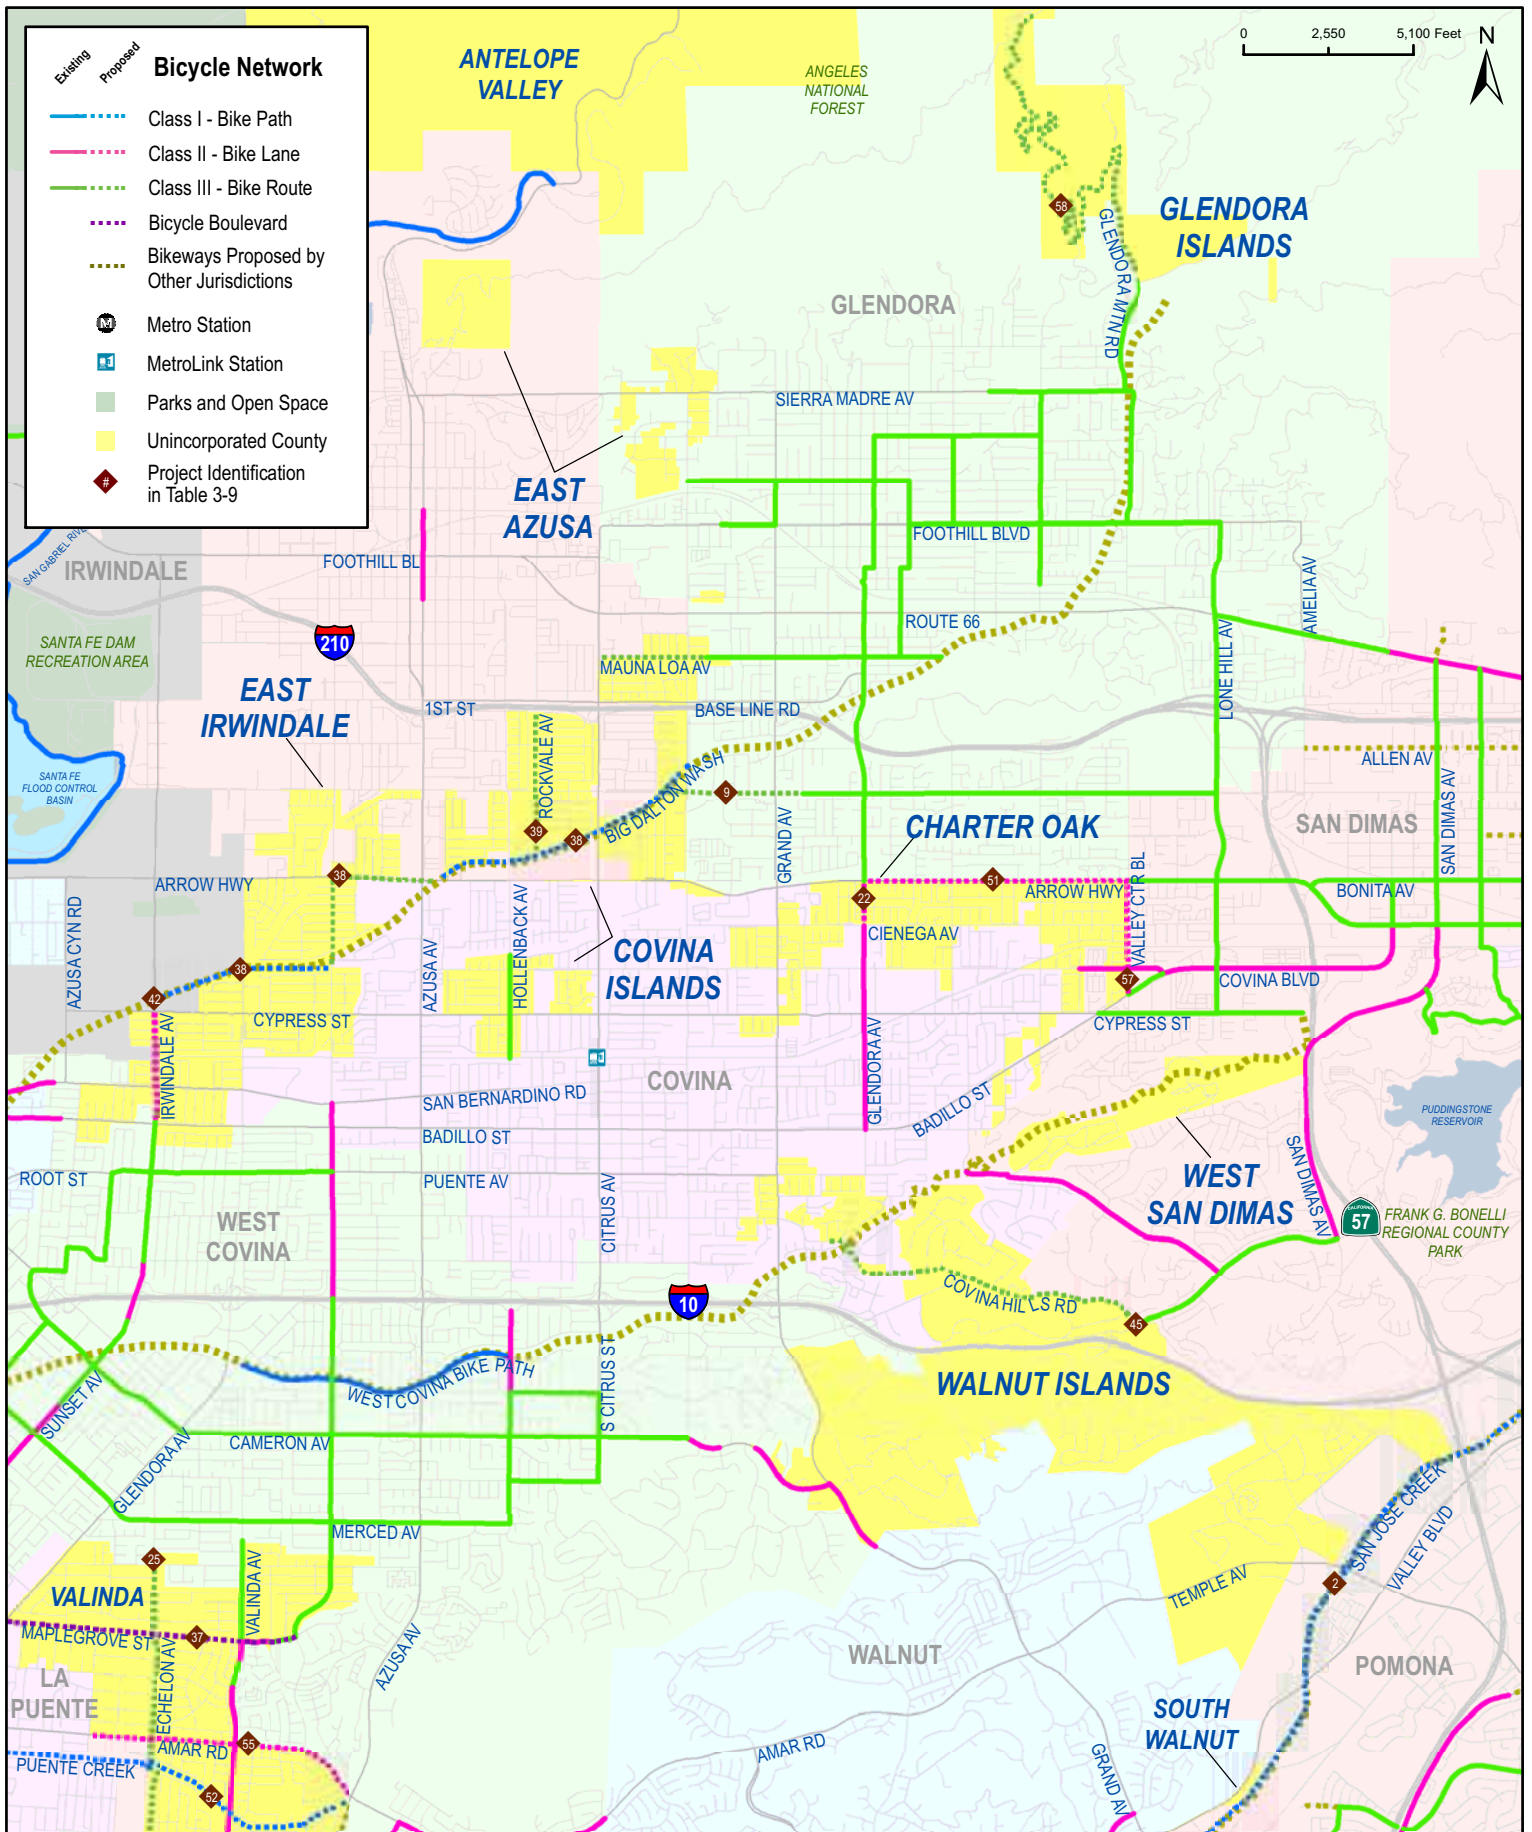 Existing
Proposed
Bicycle Network
Class I - Bike Path
Class II - Bike Lane
Class III - Bike Route
Bicycle Boulevard
Bikeways Proposed by
Other Jurisdictions
M
Metro Station
MetroLink Station
Parks and Open Space
Unincorporated County
#
Project Identification
in Table 3-9
0
2,550
5,100 Feet
N
ANTELOPE
VALLEY
ANGELES
NATIONAL
FOREST
58
GLENDORA
ISLANDS
GLENDORA MTN RD
GLENDORA
SIERRA MADRE AV
EAST
AZUSA
FOOTHILL BLVD
FOOTHILL BL
SAN GABRIEL RIVE
IRWINDALE
ROUTE 66
AMELIA AV
SANTA FE DAM
RECREATION AREA
210
MAUNA LOA AV
LONE HILL AV
EAST
IRWINDALE
1ST ST
BASE LINE RD
ROCKVALE AV
ALLEN AV
SANTA FE
FLOOD CONTROL
BASIN
BIG DALTON WASH
9
GRAND AV
39
38
CHARTER OAK
SAN DIMAS
SAN DIMAS AV
38
ARROW HWY
51
ARROW HWY
BONITA AV
22
VALLEY CTR BL
AZUSA CYN RD
AZUSA AV
HOLLENBACK AV
CIENEGA AV
COVINA
ISLANDS
38
57
COVINA BLVD
42
CYPRESS ST
CYPRESS ST
IRWINDALE AV
COVINA
GLENDORA AV
SAN BERNARDINO RD
BADILLO ST
BADILLO ST
PUDDINGSTONE
RESERVOIR
ROOT ST
PUENTE AV
CITRUS AV
WEST
SAN DIMAS
SAN DIMAS AV
57
CALIFORNIA
FRANK G. BONELLI
REGIONAL COUNTY
PARK
WEST
COVINA
10
COVINA HILLS RD
45
WEST COVINA BIKE PATH
S CITRUS ST
WALNUT ISLANDS
SUNSET AV
CAMERON AV
GLENDORA AV
MERCED AV
SAN JOSE CREEK
VALLEY BLVD
25
VALINDA
VALINDA AV
TEMPLE AV
2
MAPLEGROVE ST
37
AZUSA AV
WALNUT
POMONA
LA
PUENTE
ECHELON AV
SOUTH
WALNUT
AMAR RD
55
AMAR RD
GRAND AV
PUENTE CREEK
52